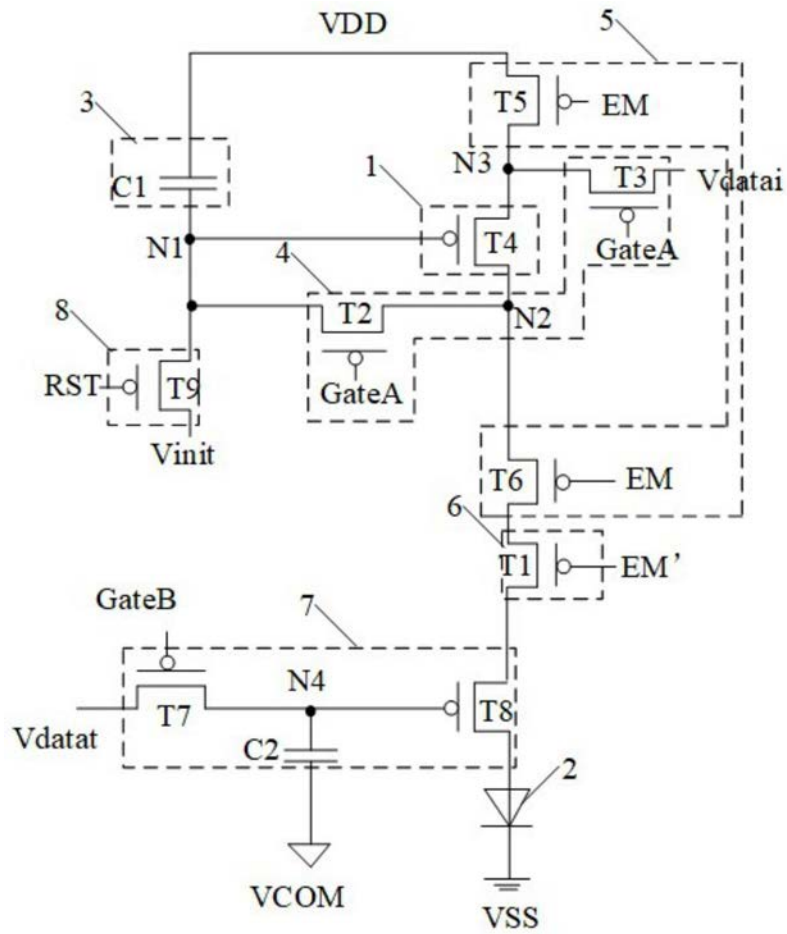 VDD
5
3
T5
EM
C1
1
N3
T3
Vdatai
N1
4
T4
GateA
8
T2
N2
RST
T9
GateA
Vinit
T6
EM
6
T1
EM’
GateB
7
N4
T7
T8
Vdatat
C2
2
VCOM
VSS